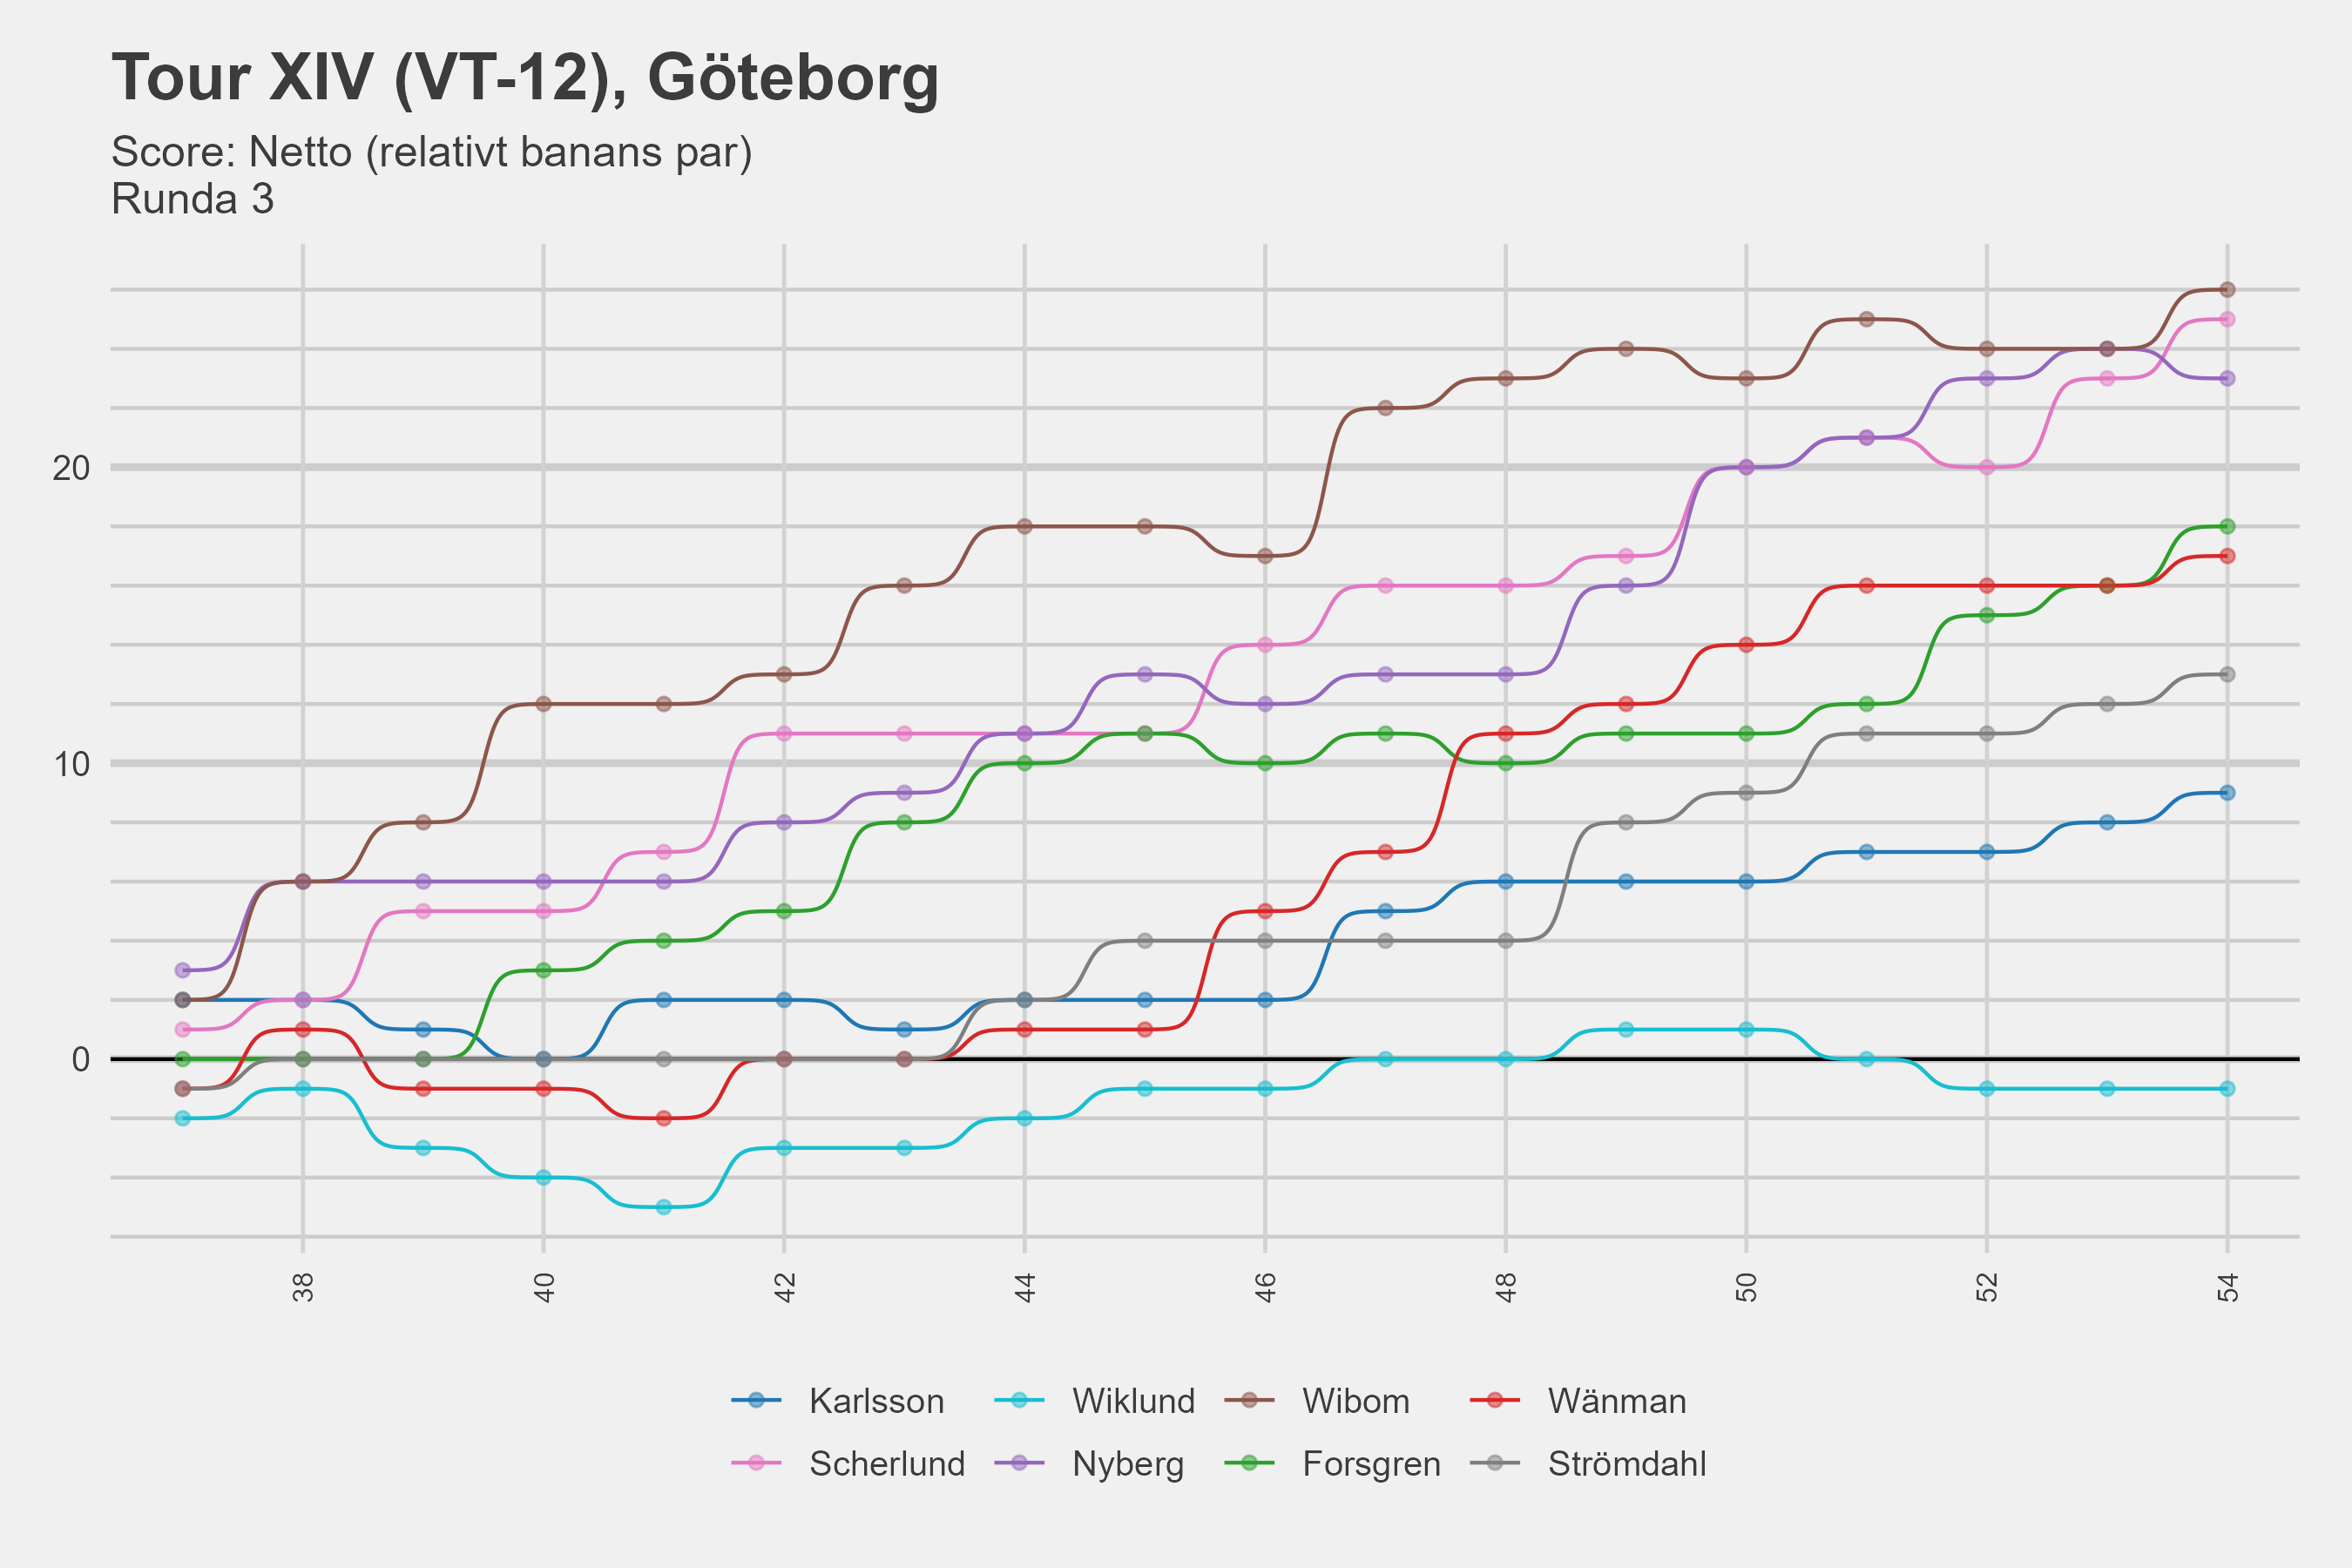 Tour XIV (VT-12), Göteborg
Score: Netto (relativt banans par)
Runda 3
20
10
0
38 40 42 44 46 48 50 52 54
Karlsson Wiklund Wibom Wänman
Scherlund Nyberg Forsgren Strömdahl